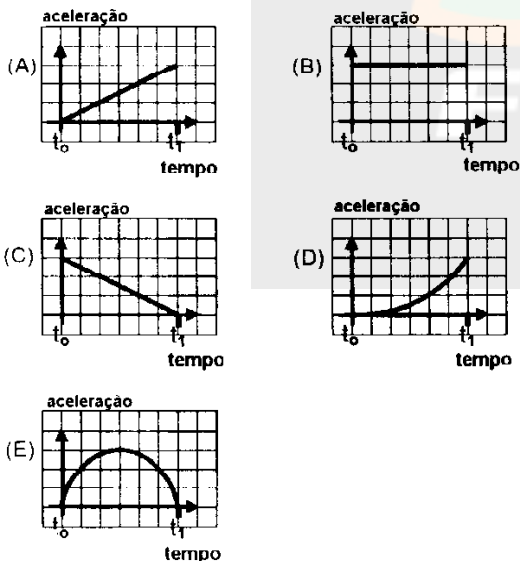 aceleração
(A)
t₀ t₁
tempo
aceleração
(B)
t₀ t₁
tempo
aceleração
(C)
t₀ t₁
tempo
aceleração
(D)
t₀ t₁
tempo
aceleração
(E)
t₀ t₁
tempo